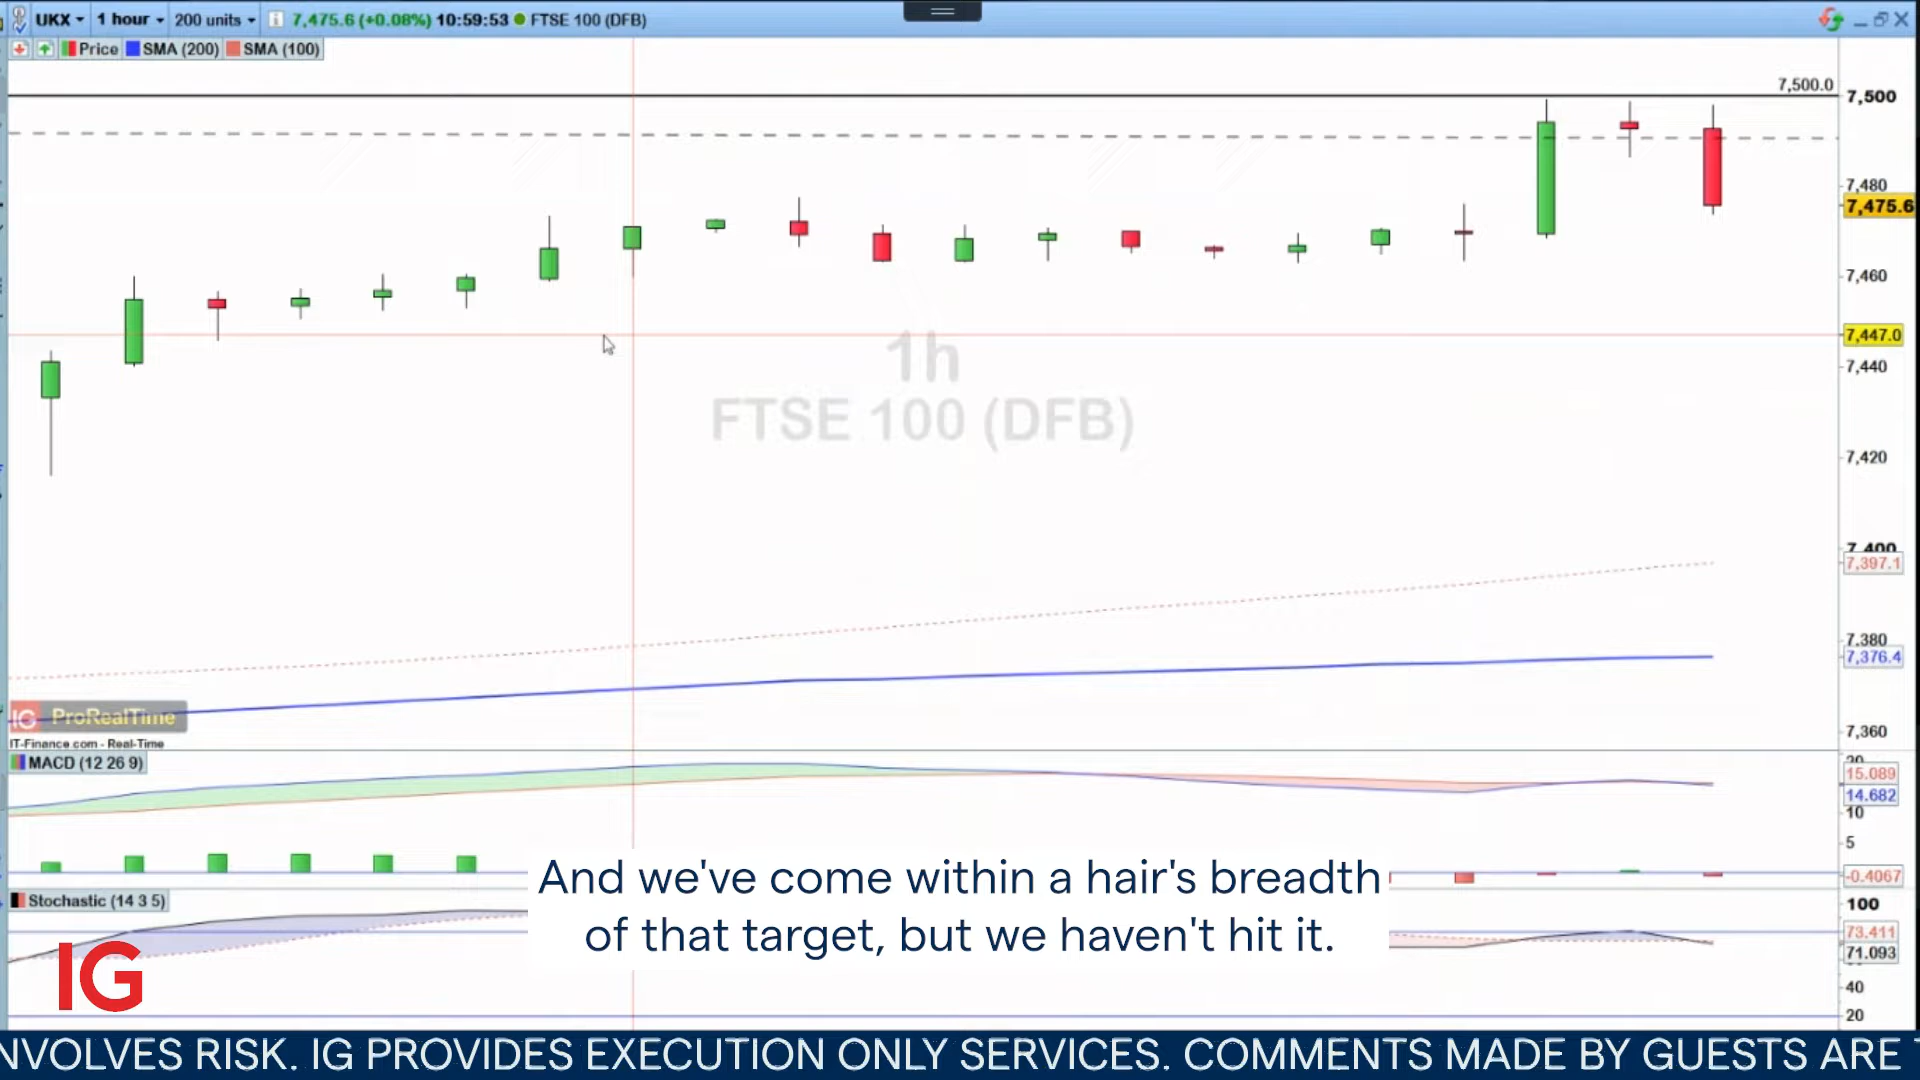 UKX 1 hour 200 units 7,475.6 (+0.08%) 10:59:53 FTSE 100 (DFB)
Price SMA (200) SMA (100)
7,500.0
7,500
7,480
7,475.6
7,460
7,447.0
7,440
7,420
7,400
7,397.1
7,380
7,376.4
7,360
1h
FTSE 100 (DFB)
IG ProRealTime
IT-Finance.com - Real-Time
MACD (12 26 9)
20
15.089
14.682
10
5
-0.4067
Stochastic (14 3 5)
100
73.411
71.093
40
20
And we've come within a hair's breadth
of that target, but we haven't hit it.
IG
NVOLVES RISK. IG PROVIDES EXECUTION ONLY SERVICES. COMMENTS MADE BY GUESTS ARE